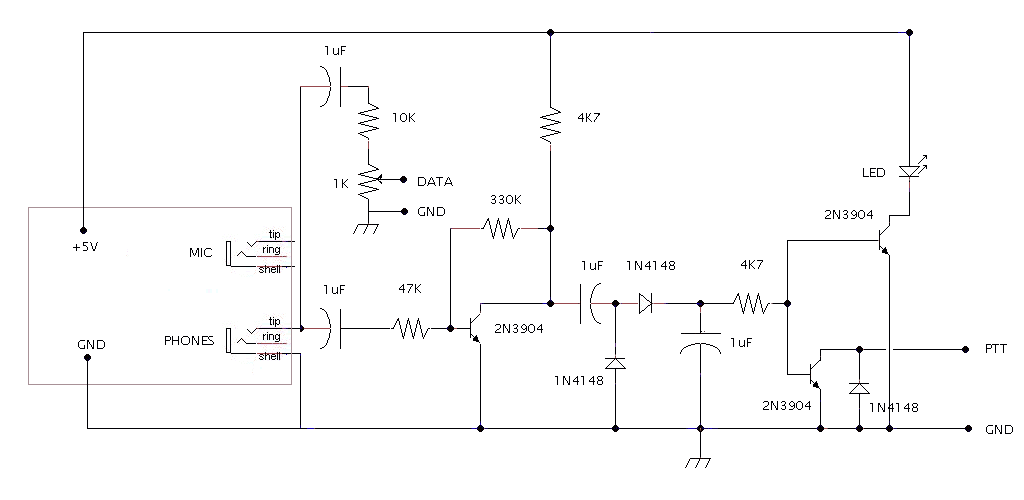 1uF
10K
4K7
1K
DATA
GND
LED
330K
2N3904
+5V
MIC
tip
ring
shell
1uF
1N4148
4K7
1uF
47K
PHONES
tip
ring
shell
2N3904
GND
1uF
PTT
1N4148
2N3904
1N4148
GND